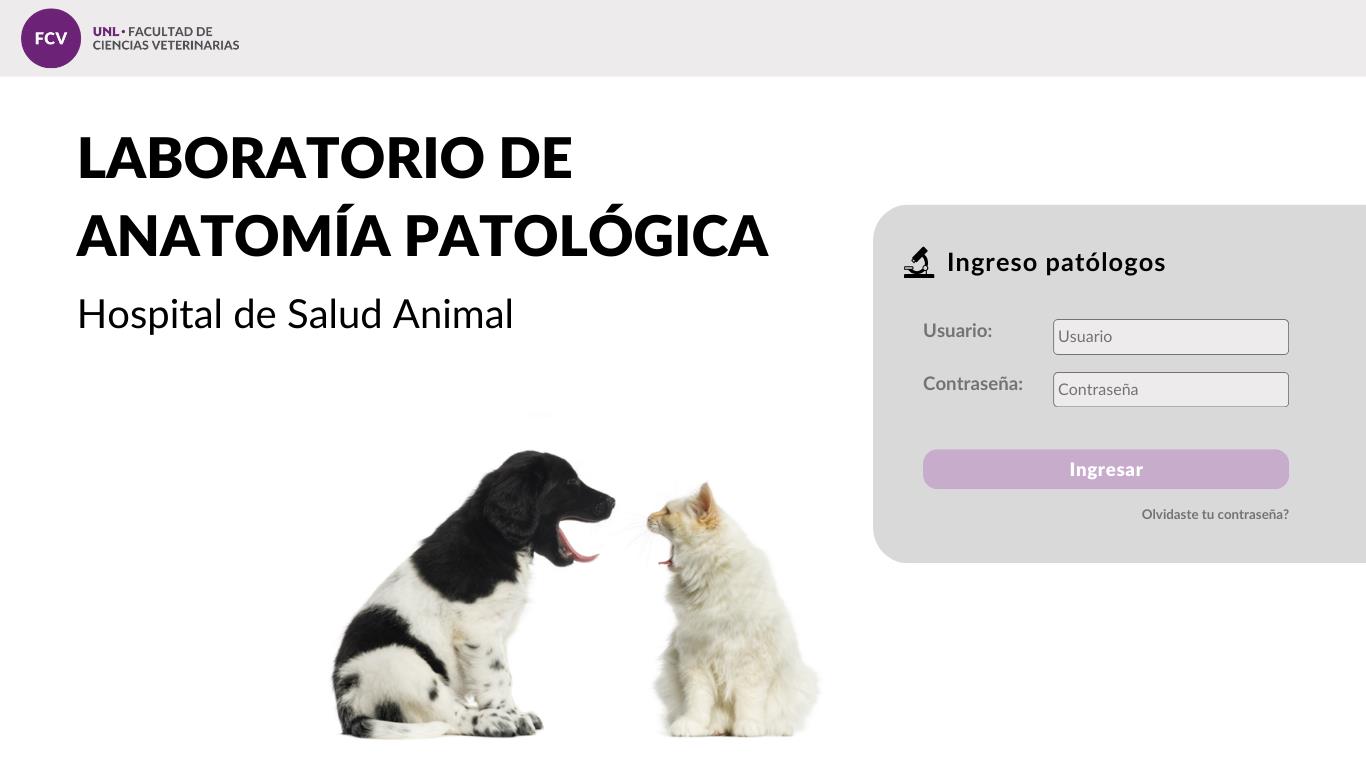 FCV
UNL · FACULTAD DE
CIENCIAS VETERINARIAS
LABORATORIO DE
ANATOMÍA PATOLÓGICA
Hospital de Salud Animal
Ingreso patólogos
Usuario:
Usuario
Contraseña:
Contraseña
Ingresar
Olvidaste tu contraseña?